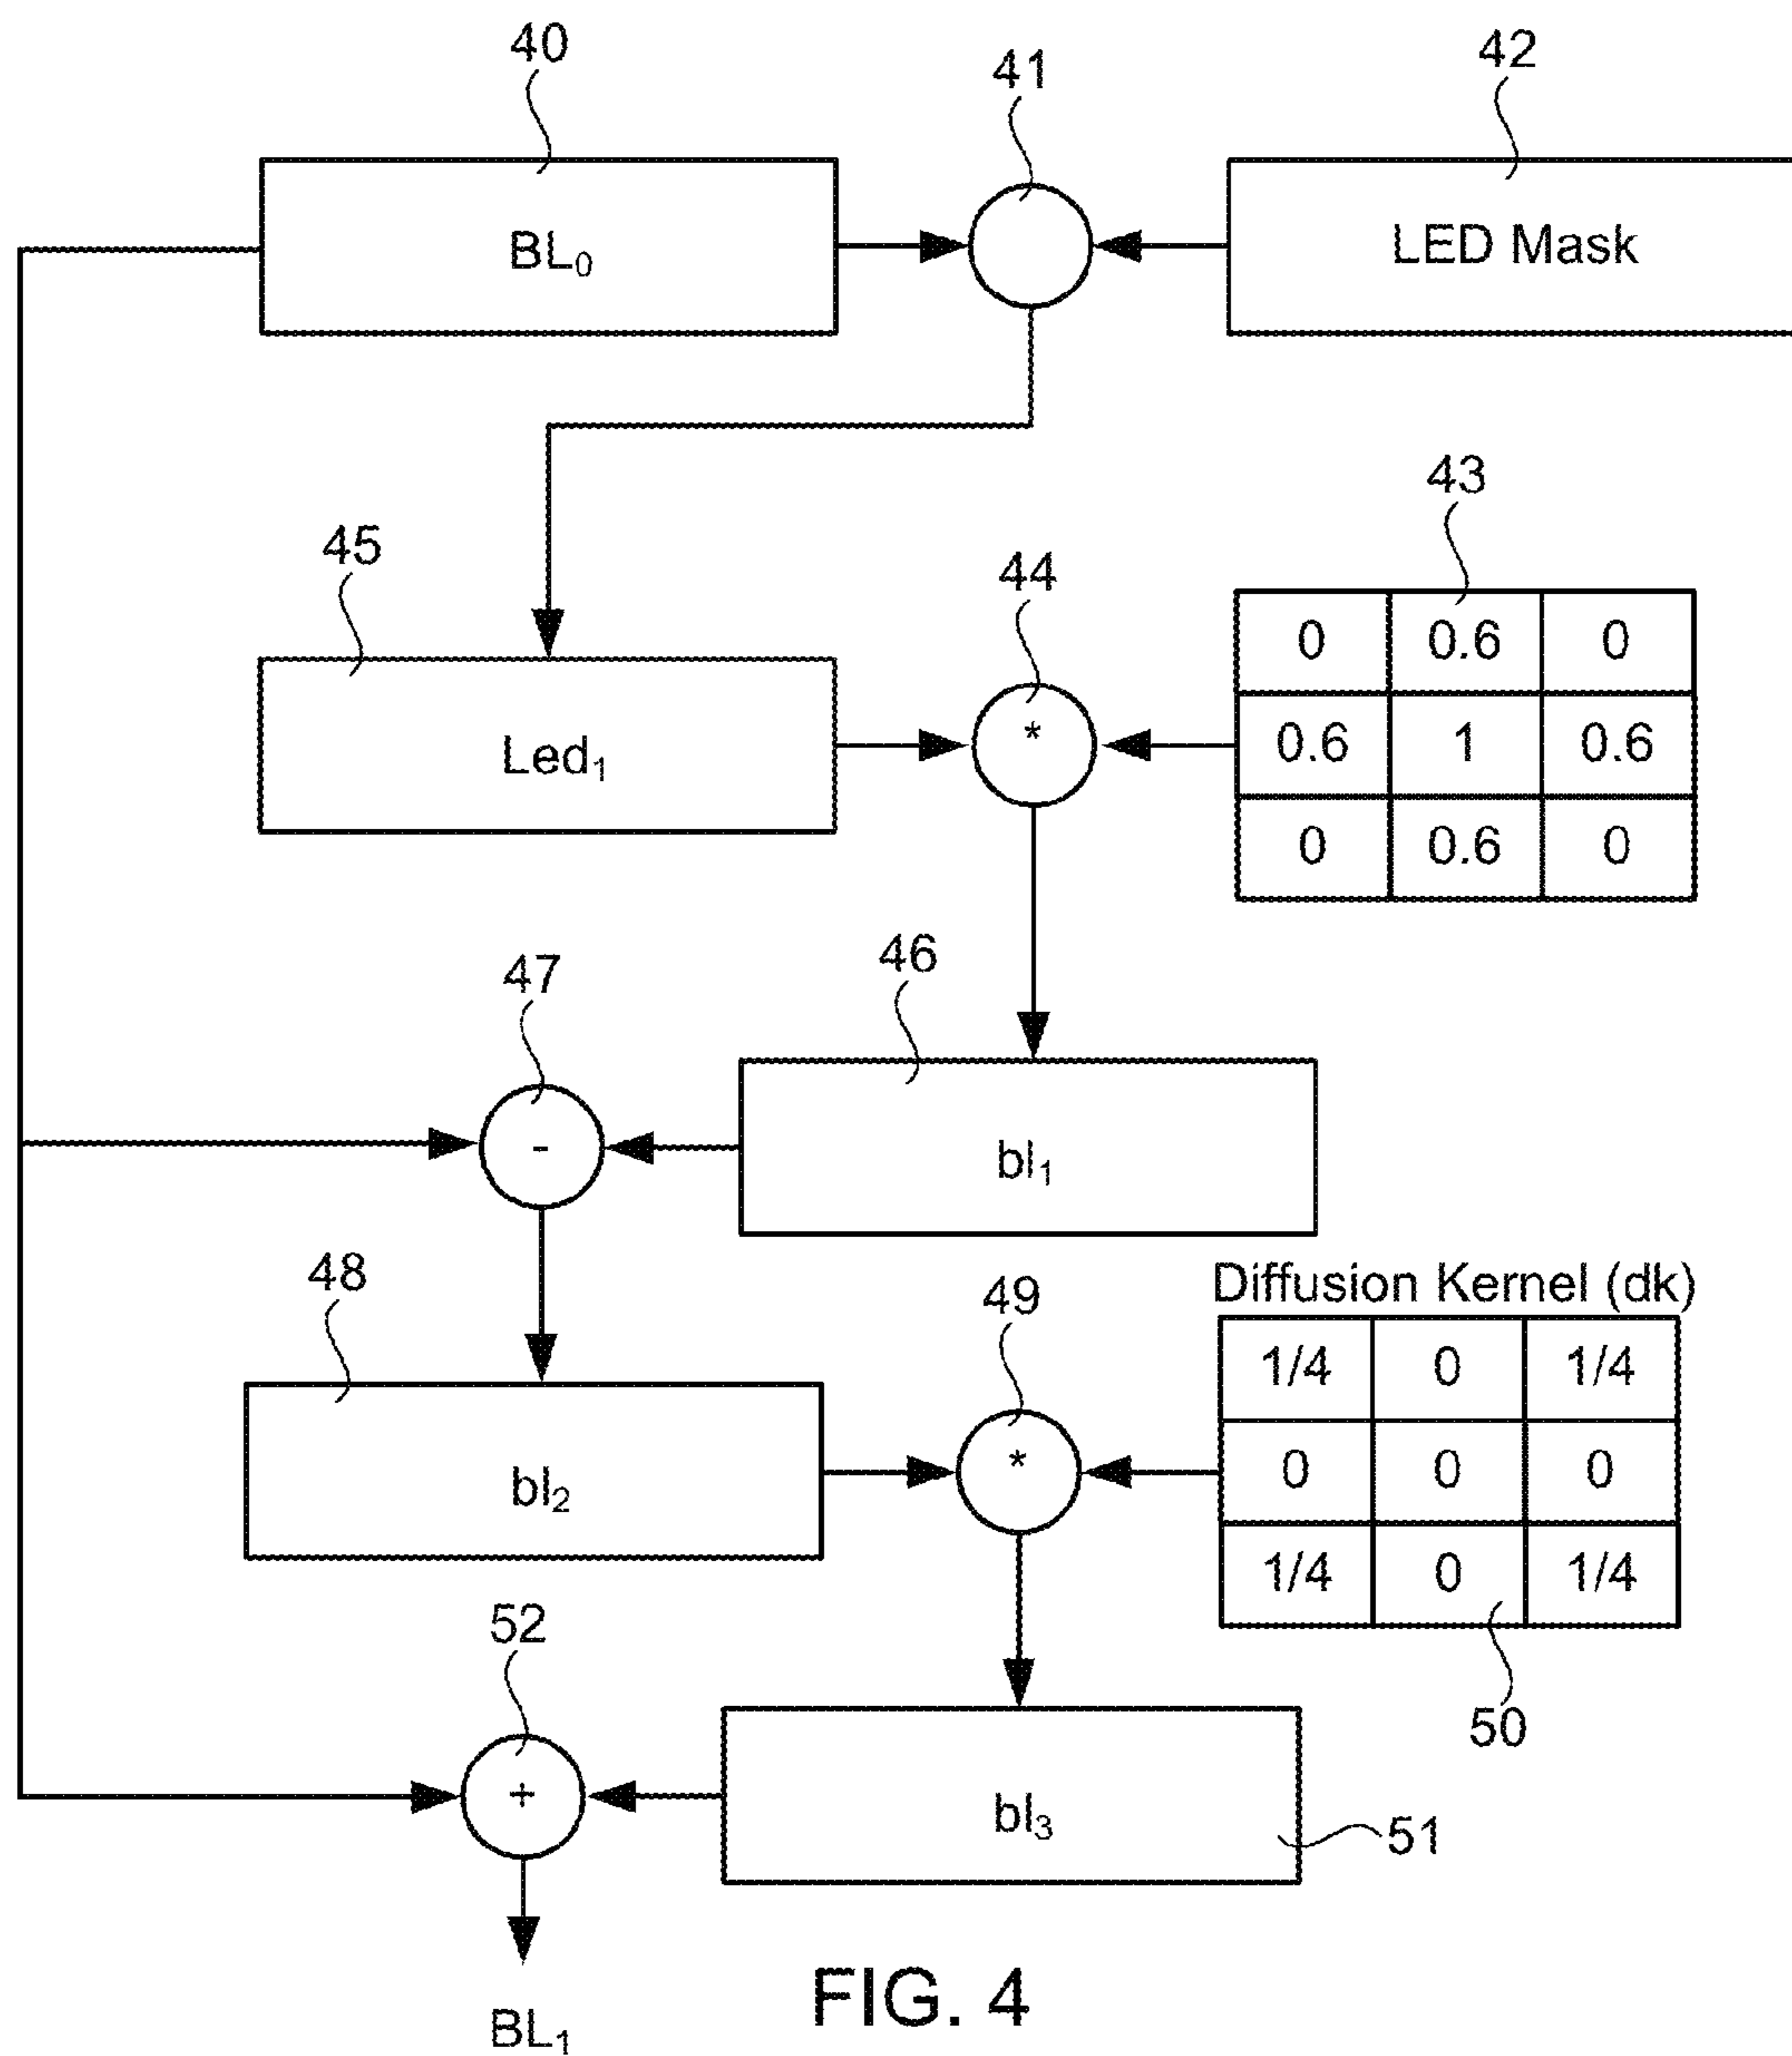 40
41
42
BL₀
LED Mask
43
45
44
0 0.6 0
Led₁
*
0.6 1 0.6
0 0.6 0
46
47
-
bl₁
48
49
Diffusion Kernel (dk)
1/4 0 1/4
bl₂
*
0 0 0
1/4 0 1/4
52
50
+
bl₃
51
FIG. 4
BL₁